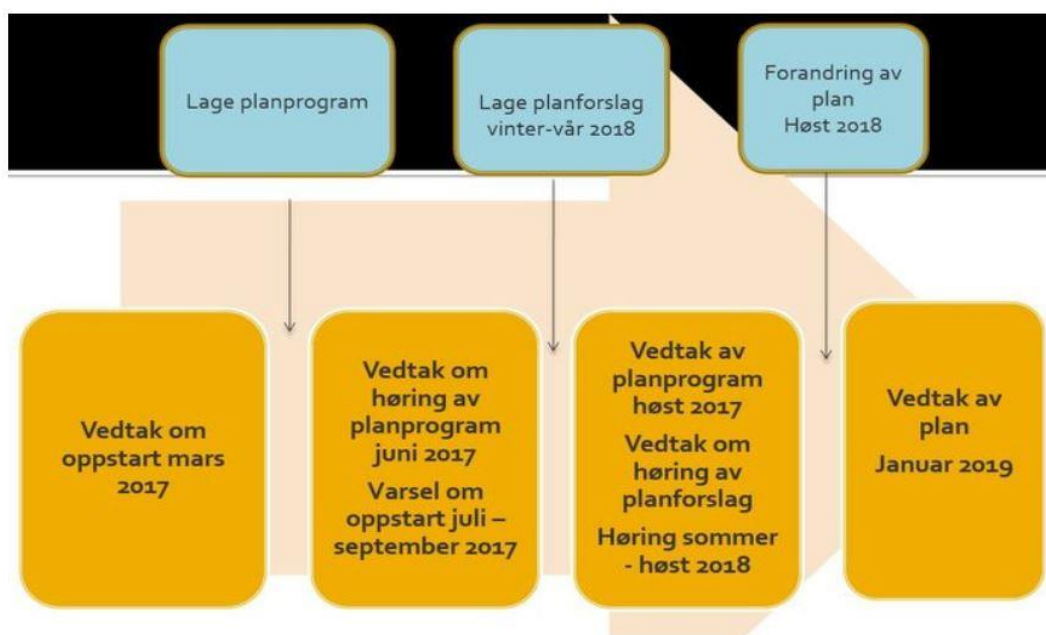 Lage planprogram
Lage planforslag
vinter-vår 2018
Forandring av
plan
Høst 2018
Vedtak om
oppstart mars
2017
Vedtak om
høring av
planprogram
juni 2017
Varsel om
oppstart juli –
september 2017
Vedtak av
planprogram
høst 2017
Vedtak om
høring av
planforslag
Høring sommer
- høst 2018
Vedtak av
plan
Januar 2019